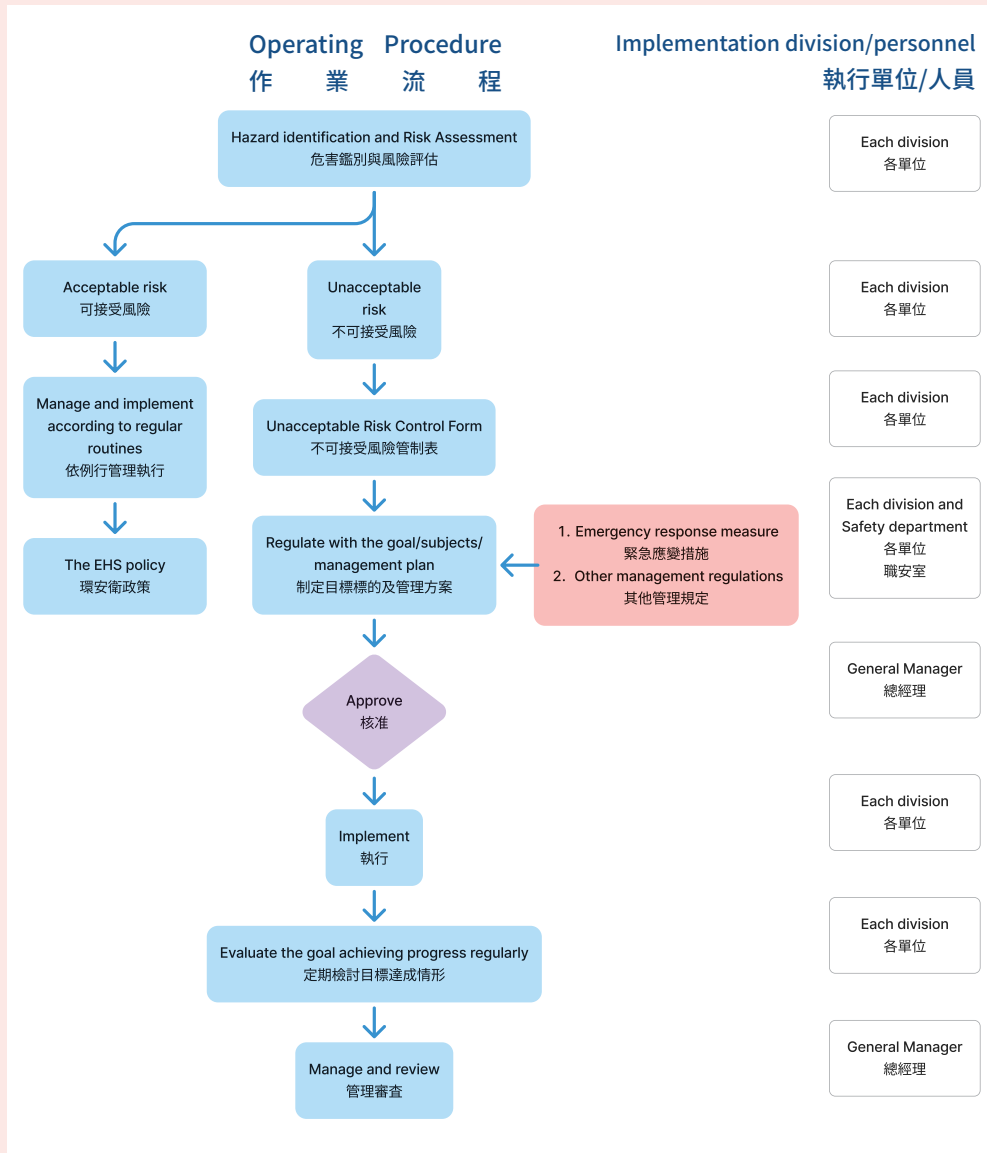 Operating Procedure
作業流程
Implementation division/personnel
執行單位/人員
Hazard identification and Risk Assessment
危害鑑別與風險評估
Each division
各單位
Acceptable risk
可接受風險
Unacceptable
risk
不可接受風險
Each division
各單位
Manage and implement
according to regular
routines
依例行管理執行
Unacceptable Risk Control Form
不可接受風險管制表
Each division
各單位
The EHS policy
環安衛政策
Regulate with the goal/subjects/
management plan
制定目標標的及管理方案
1. Emergency response measure
緊急應變措施
2. Other management regulations
其他管理規定
Each division and
Safety department
各單位
職安室
Approve
核准
General Manager
總經理
Implement
執行
Each division
各單位
Evaluate the goal achieving progress regularly
定期檢討目標達成情形
Each division
各單位
Manage and review
管理審查
General Manager
總經理